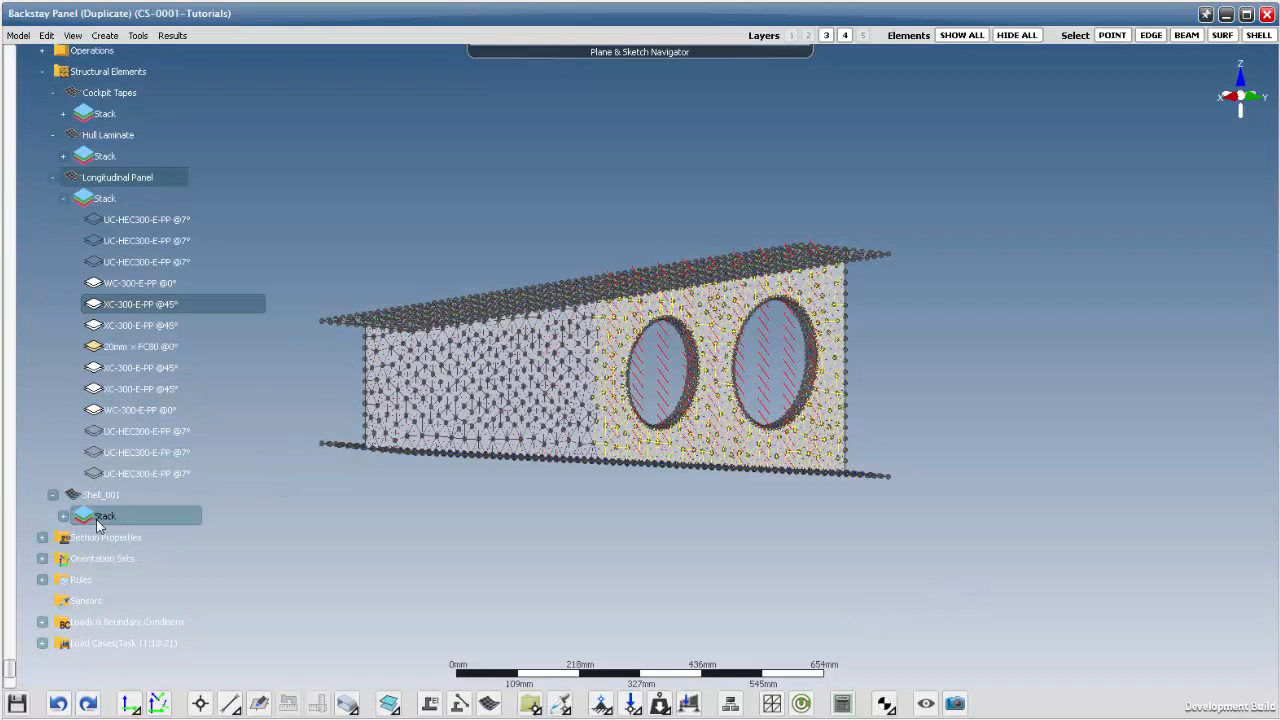 Backstay Panel (Duplicate) (CS-0001-Tutorials)
Model Edit View Create Tools Results
Layers 1 2 3 4 5 Elements SHOW ALL HIDE ALL Select POINT EDGE BEAM SURF SHELL
Plane & Sketch Navigator
Operations
Structural Elements
Cockpit Tapes
Stack
Hull Laminate
Stack
Longitudinal Panel
Stack
UC-HEC300-E-PP @7°
UC-HEC300-E-PP @7°
UC-HEC300-E-PP @7°
WC-300-E-PP @0°
XC-300-E-PP @45°
XC-300-E-PP @45°
20mm x FC80 @0°
XC-300-E-PP @45°
XC-300-E-PP @45°
WC-300-E-PP @0°
UC-HEC300-E-PP @7°
UC-HEC300-E-PP @7°
UC-HEC300-E-PP @7°
Shell_001
Stack
Section Properties
Orientation Sets
Rules
Sensors
Loads & Boundary Conditions
Load Cases(Task 11:18:21)
Z
X Y
0mm 218mm 436mm 654mm
109mm 327mm 545mm
Development Build